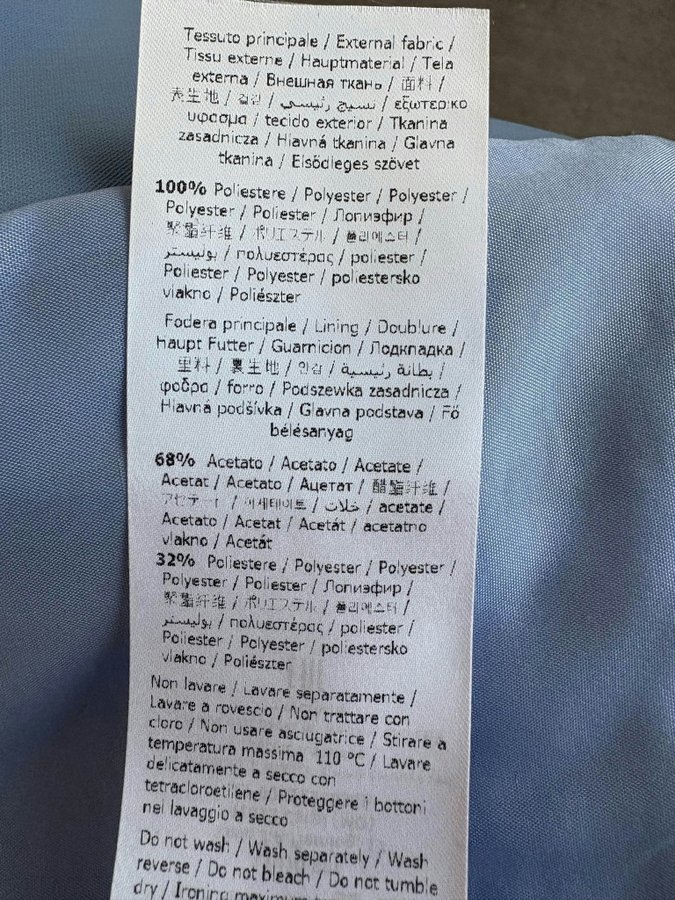 Tessuto principale / External fabric /
Tissu externe / Hauptmaterial / Tela
externa / Внешная ткань / 面料 /
表生地 / 겉감 / نسيج رئيسي / εξωτερικο
υφασμα / tecido exterior / Tkanina
zasadnicza / Hlavná tkanina / Glavna
tkanina / Elsődleges szövet
100% Poliestere / Polyester / Polyester /
Polyester / Poliester / Лопиэфир /
聚酯纤维 / ポリエステル / 폴리에스터 /
بوليستر / πολυεστέρας / poliester /
Poliester / Polyester / poliestersko
vlakno / Poliészter
Fodera principale / Lining / Doublure /
Haupt Futter / Guarnicion / Лодкладка /
里料 / 裏生地 / 안감 / بطانة رئيسية /
φοδρα / forro / Podszewka zasadnicza /
Hlavná podšívka / Glavna podstava / Fő
bélésanyag
68% Acetato / Acetato / Acetate /
Acetat / Acetato / Ацетат / 醋酯纤维 /
アセテート / 아세테이트 / خلات / acetate /
Acetato / Acetat / Acetát / acetatno
vlakno / Acetát
32% Poliestere / Polyester / Polyester /
Polyester / Poliester / Лопиэфир /
聚酯纤维 / ポリエステル / 폴리에스터 /
بوليستر / πολυεστέρας / poliester /
Poliester / Polyester / poliestersko
vlakno / Poliészter
Non lavare / Lavare separatamente /
Lavare a rovescio / Non trattare con
cloro / Non usare asciugatrice / Stirare a
temperatura massima 110 °C / Lavare
delicatamente a secco con
tetracloroetilene / Proteggere i bottoni
nel lavaggio a secco
Do not wash / Wash separately / Wash
reverse / Do not bleach / Do not tumble
dry / Ironing maximum